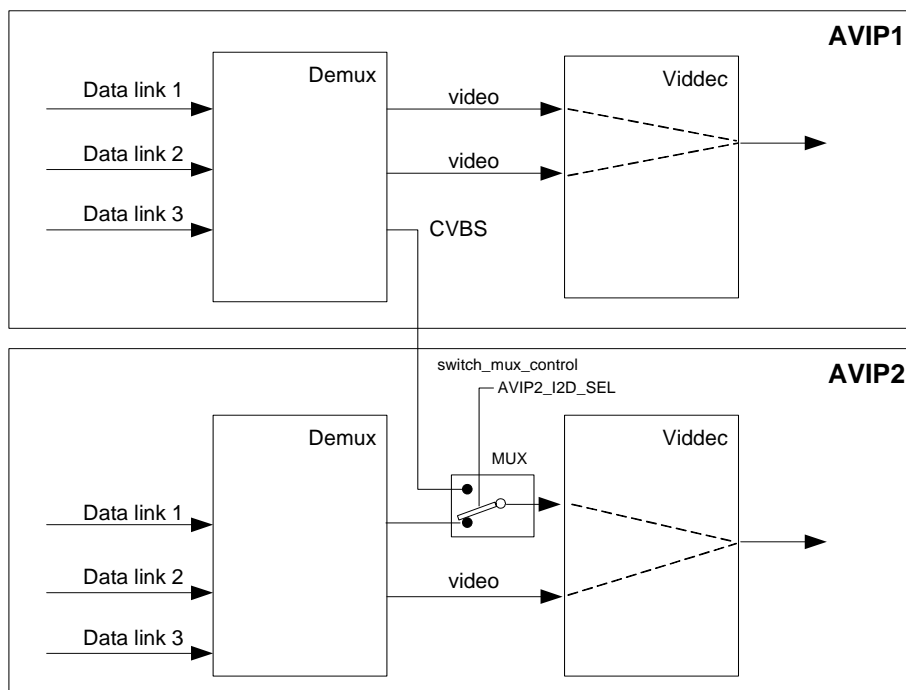 AVIP1
Demux
Viddec
Data link 1
video
Data link 2
video
Data link 3
CVBS
AVIP2
switch_mux_control
AVIP2_I2D_SEL
Demux
Viddec
MUX
Data link 1
Data link 2
video
Data link 3